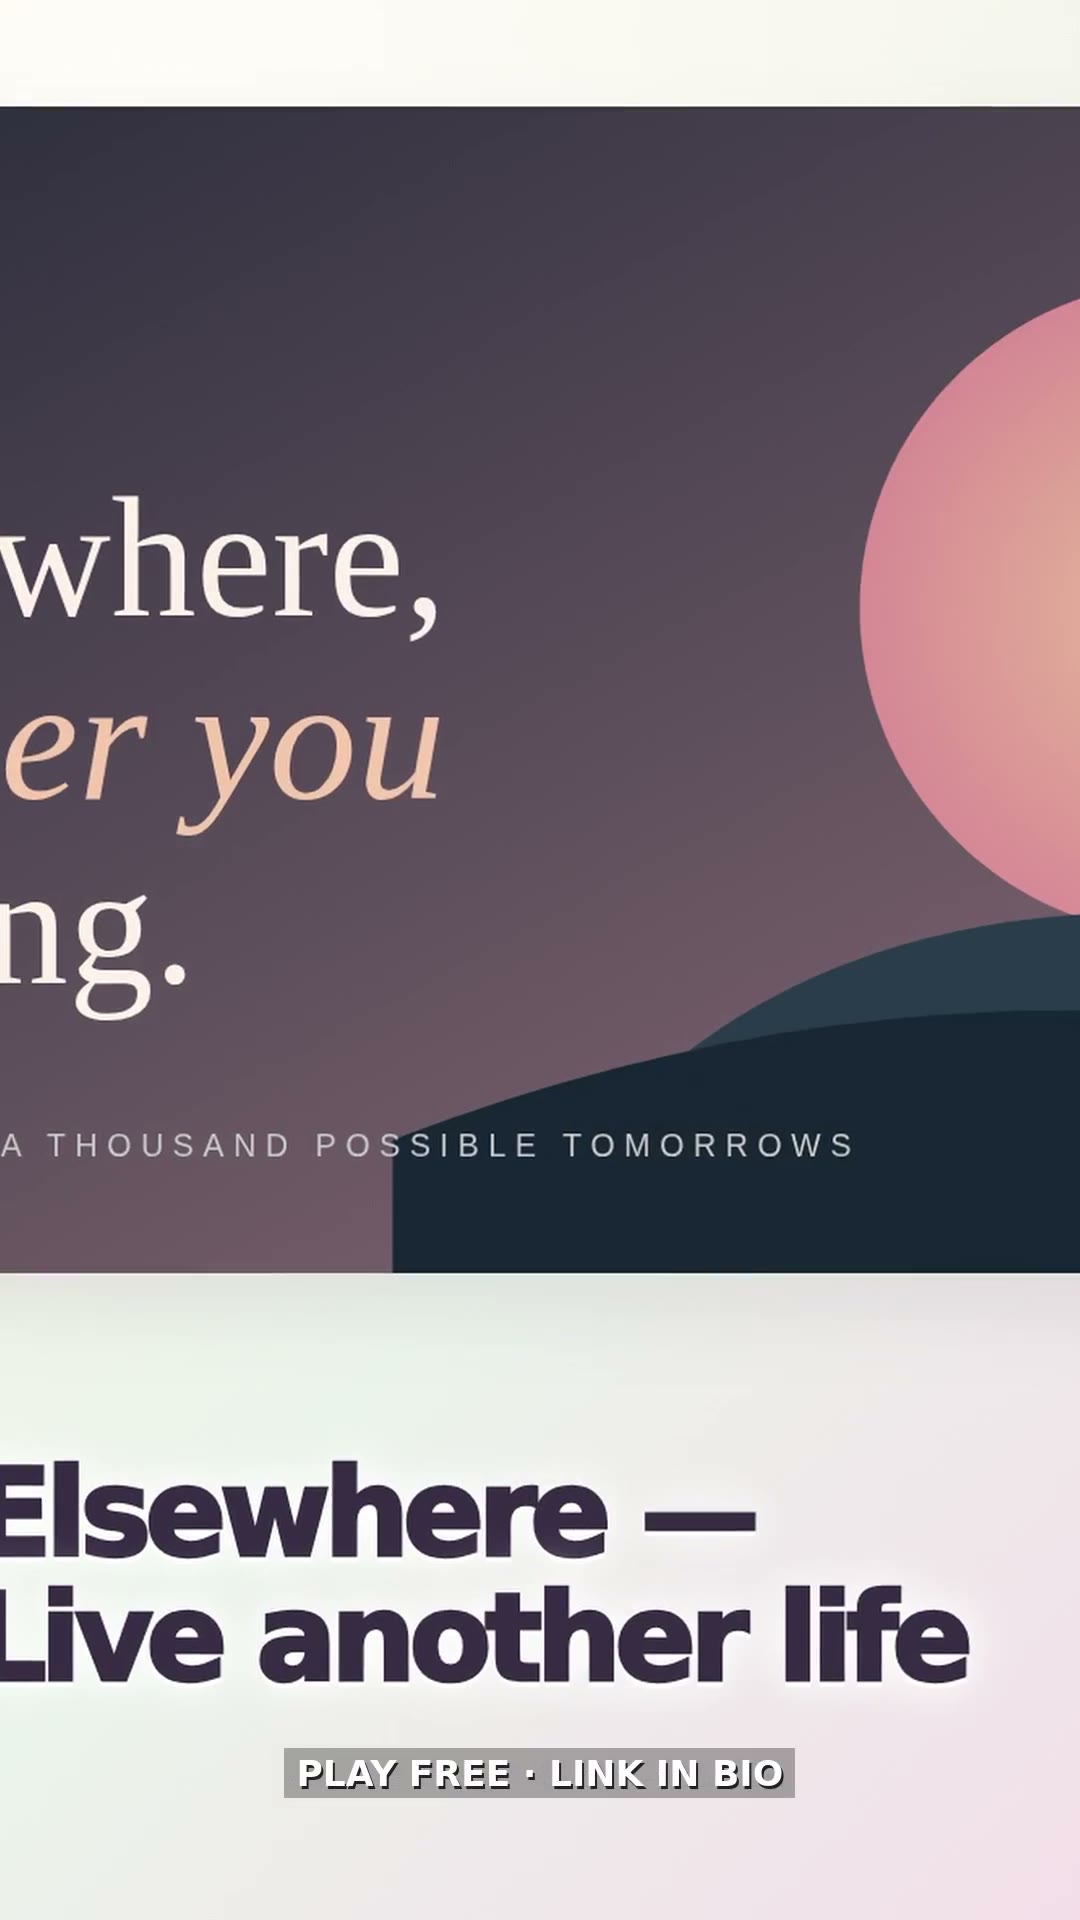 where,
er you
ng.
A THOUSAND POSSIBLE TOMORROWS
Elsewhere —
Live another life
PLAY FREE · LINK IN BIO